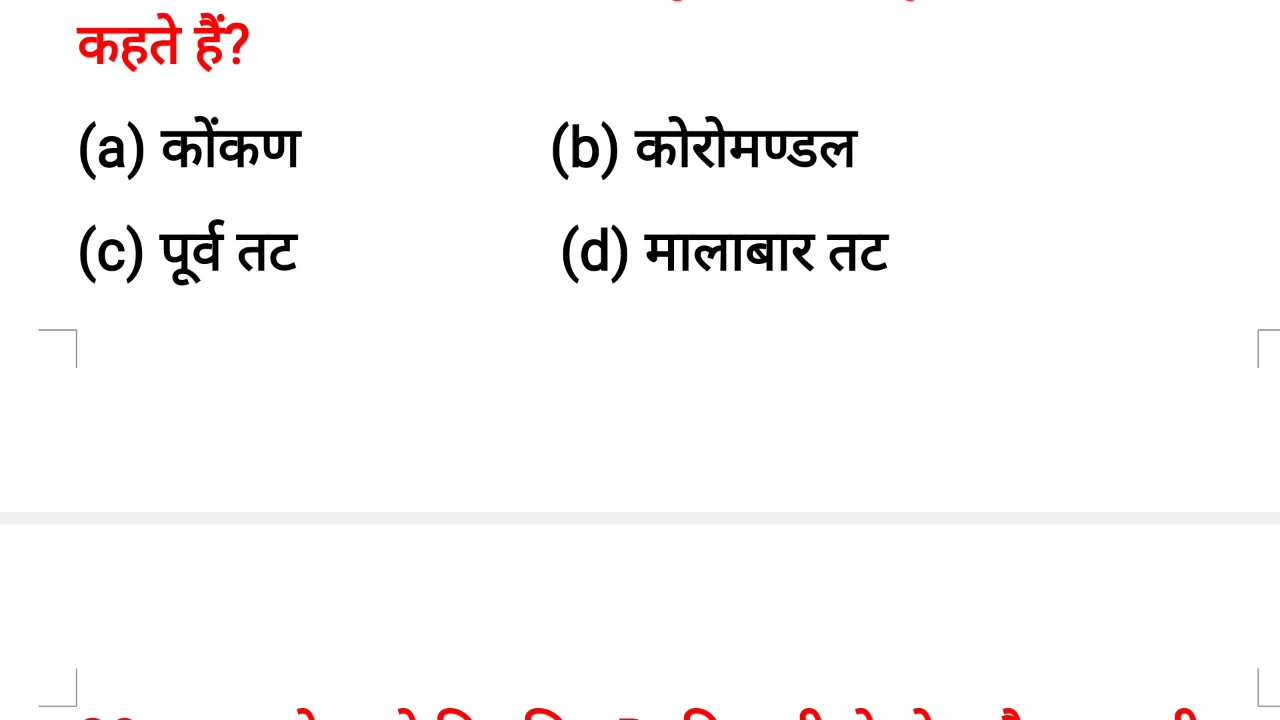 कहते हैं?
(a) कोंकण (b) कोरोमण्डल
(c) पूर्व तट (d) मालाबार तट